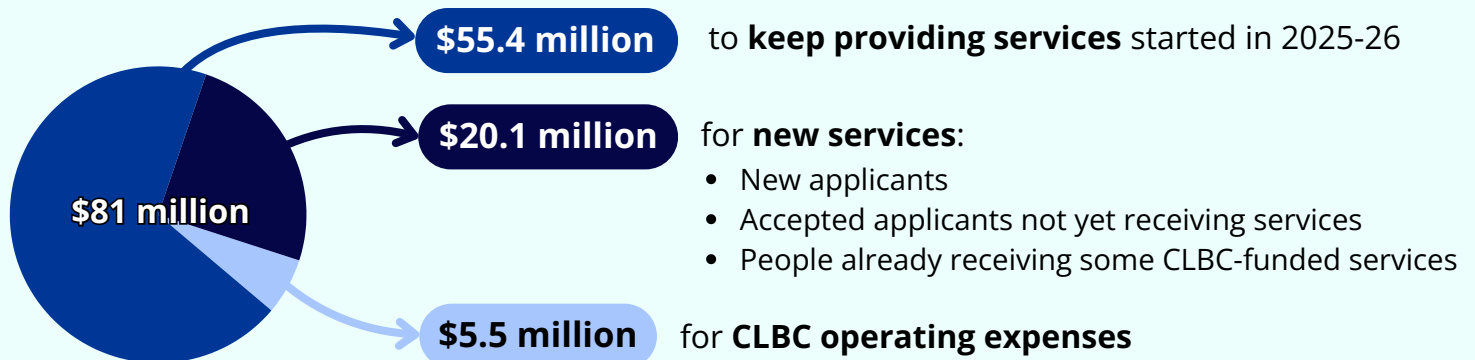 $55.4 million to keep providing services started in 2025-26
$20.1 million for new services:
• New applicants
• Accepted applicants not yet receiving services
• People already receiving some CLBC-funded services
$81 million
$5.5 million for CLBC operating expenses